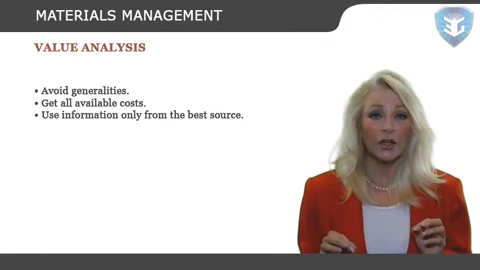 MATERIALS MANAGEMENT
VALUE ANALYSIS
• Avoid generalities.
• Get all available costs.
• Use information only from the best source.